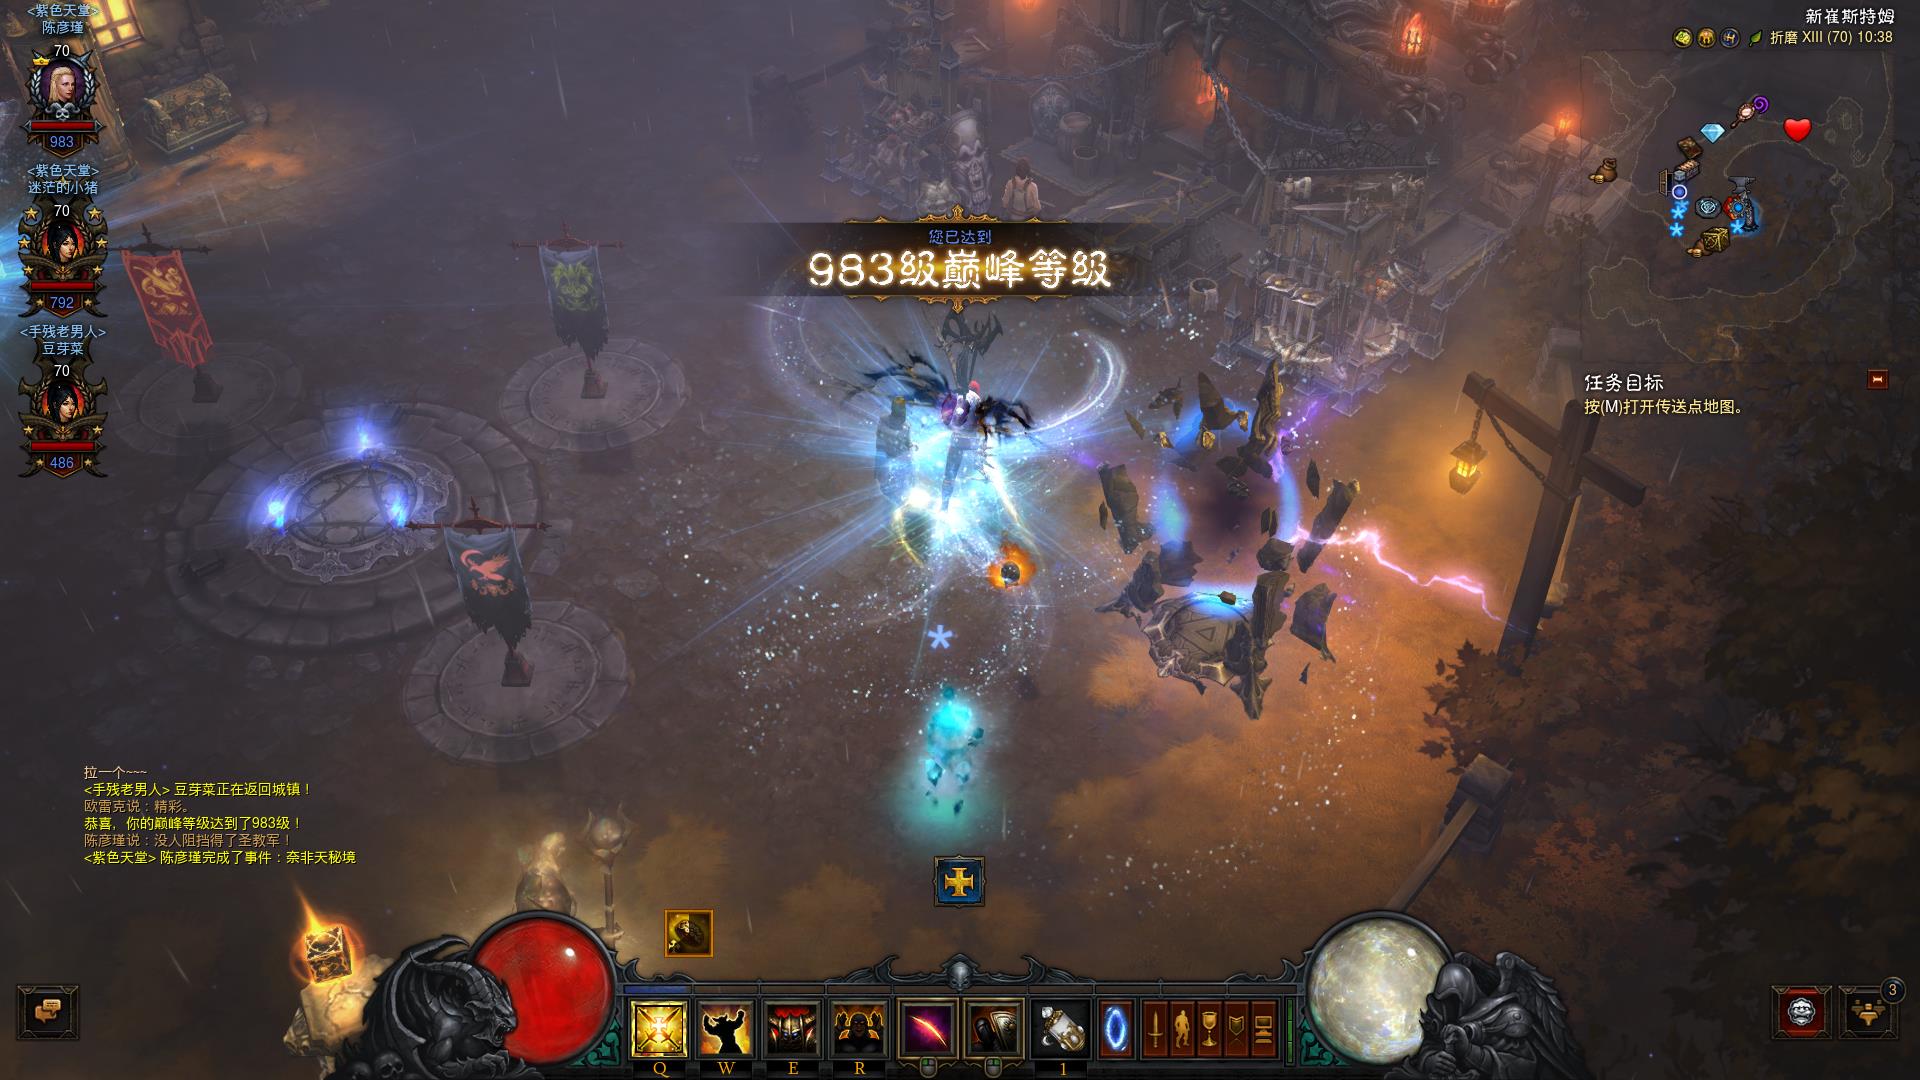 <紫色天堂>
陈彦瑾
70
983
<紫色天堂>
迷茫的小猪
70
792
<手残老男人>
豆芽菜
70
486
您已达到
983级巅峰等级
新崔斯特姆
折磨 XIII (70) 10:38
任务目标
按(M)打开传送点地图。
拉一个~~~
<手残老男人> 豆芽菜正在返回城镇！
欧雷克说：精彩。
恭喜，你的巅峰等级达到了983级！
陈彦瑾说：没人阻挡得了圣教军！
<紫色天堂> 陈彦瑾完成了事件：奈非天秘境
Q W E R 1
3